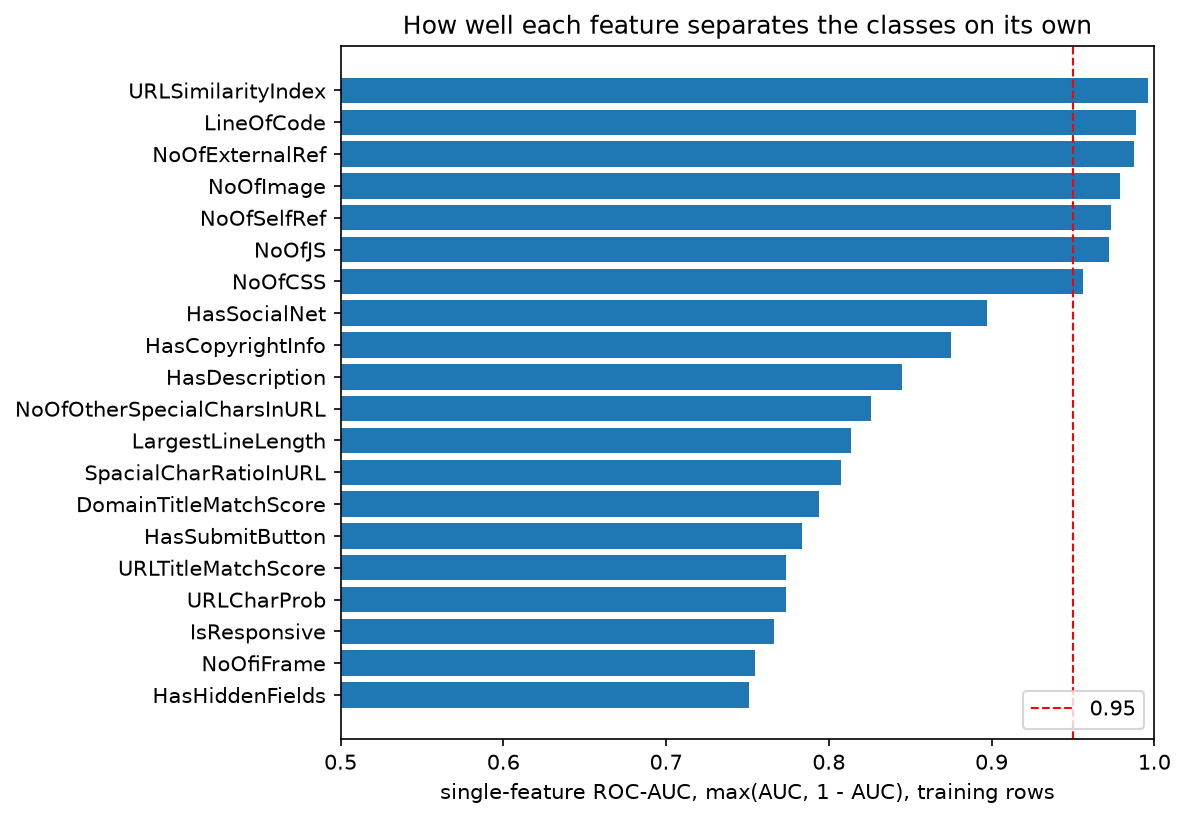 How well each feature separates the classes on its own
URLSimilarityIndex
LineOfCode
NoOfExternalRef
NoOfImage
NoOfSelfRef
NoOfJS
NoOfCSS
HasSocialNet
HasCopyrightInfo
HasDescription
NoOfOtherSpecialCharsInURL
LargestLineLength
SpacialCharRatioInURL
DomainTitleMatchScore
HasSubmitButton
URLTitleMatchScore
URLCharProb
IsResponsive
NoOfiFrame
HasHiddenFields
0.95
0.5 0.6 0.7 0.8 0.9 1.0
single-feature ROC-AUC, max(AUC, 1 - AUC), training rows